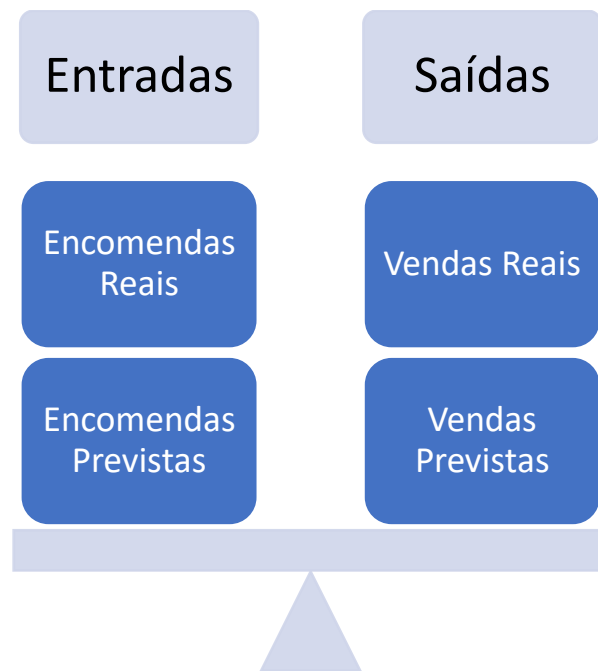 Entradas
Saídas
Encomendas
Reais
Vendas Reais
Encomendas
Previstas
Vendas
Previstas